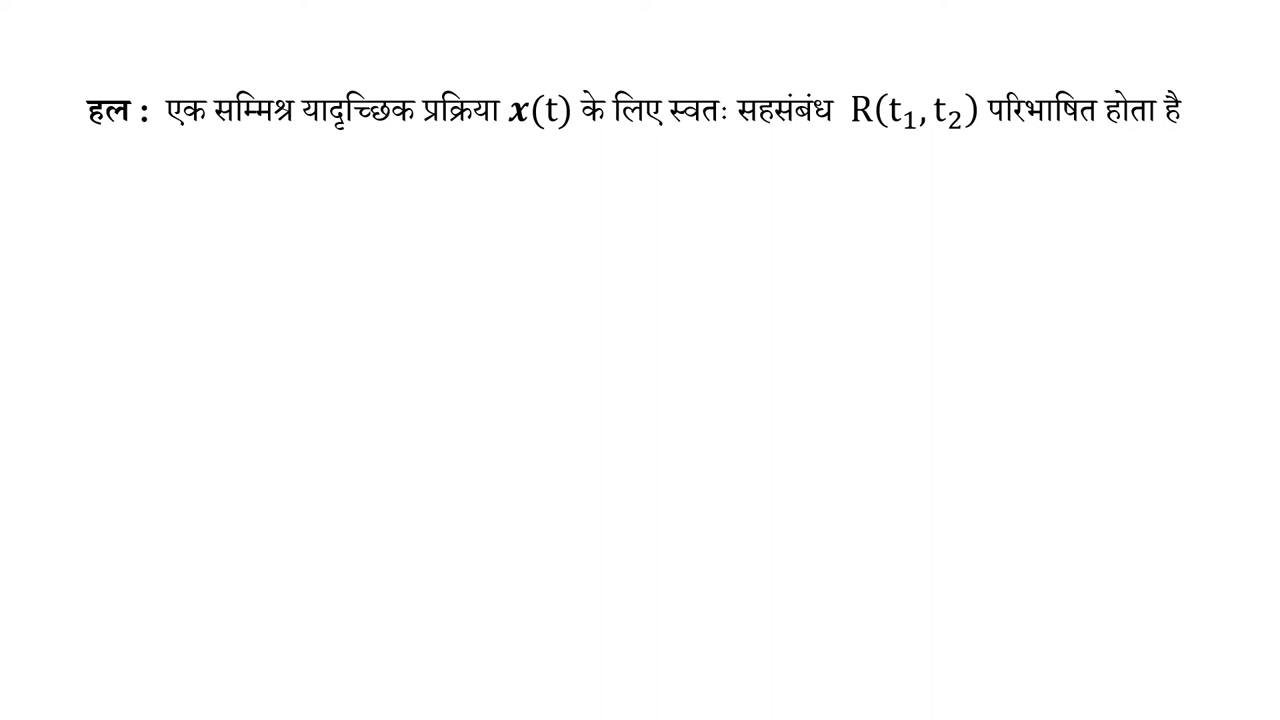 हल : एक सम्मिश्र यादृच्छिक प्रक्रिया x(t) के लिए स्वतः सहसंबंध R(t₁, t₂) परिभाषित होता है